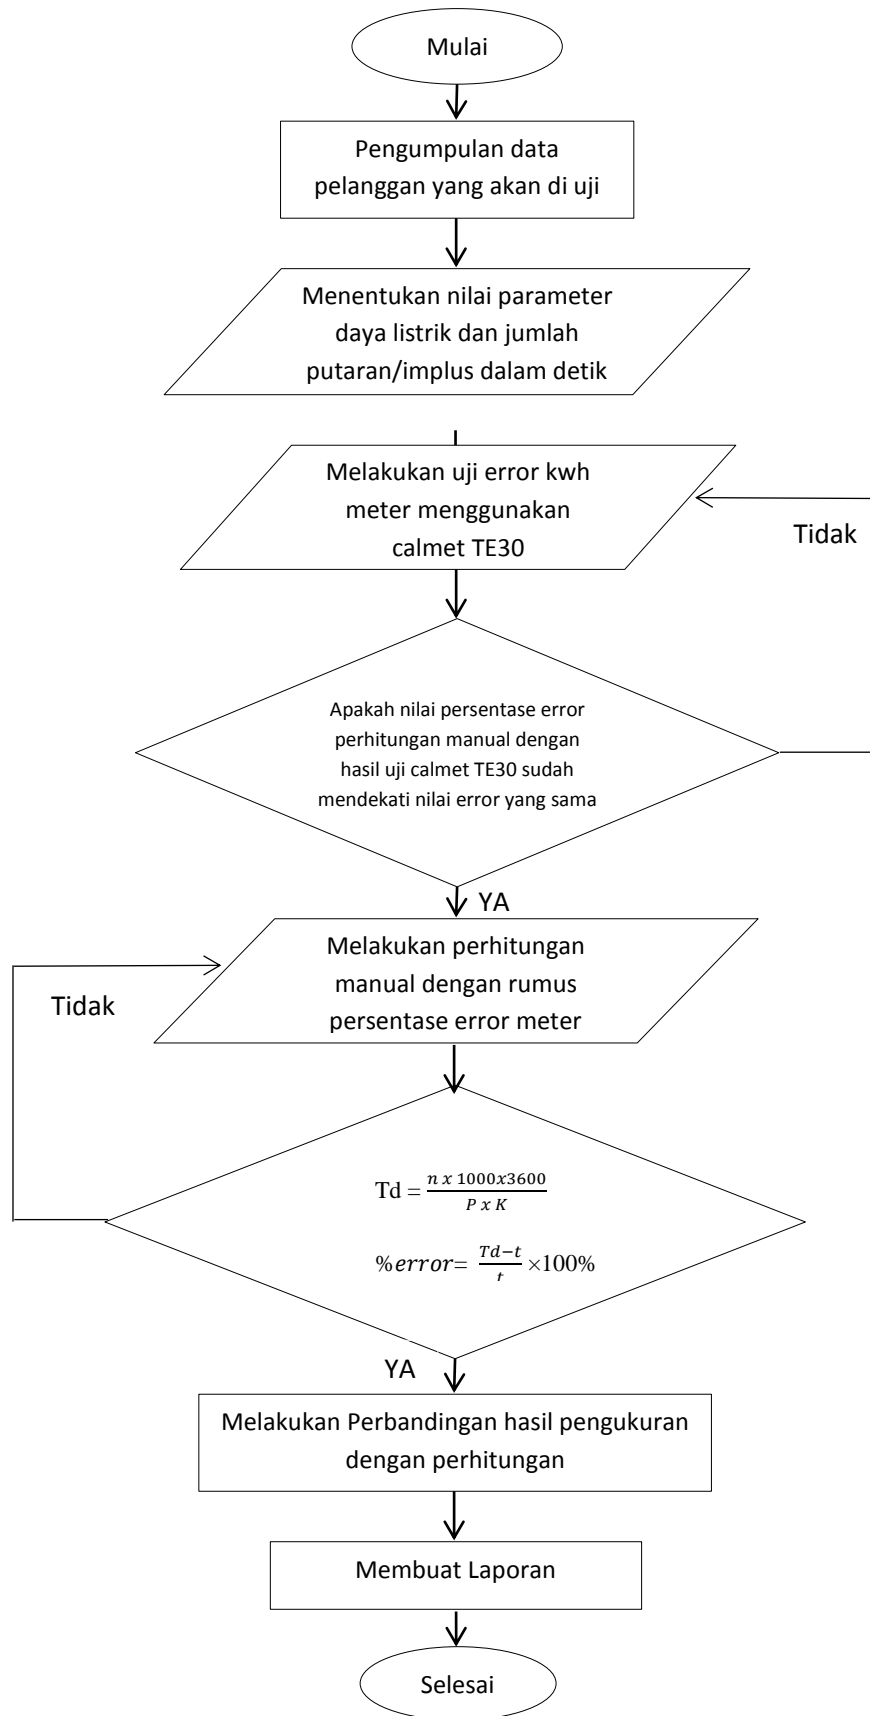 Mulai
Pengumpulan data
pelanggan yang akan di uji
Menentukan nilai parameter
daya listrik dan jumlah
putaran/implus dalam detik
Melakukan uji error kwh
meter menggunakan
calmet TE30
Tidak
Apakah nilai persentase error
perhitungan manual dengan
hasil uji calmet TE30 sudah
mendekati nilai error yang sama
YA
Melakukan perhitungan
manual dengan rumus
persentase error meter
Tidak
Td = \frac{n x 1000x3600}{P x K}
%error= \frac{Td−t}{t} ×100%
YA
Melakukan Perbandingan hasil pengukuran
dengan perhitungan
Membuat Laporan
Selesai